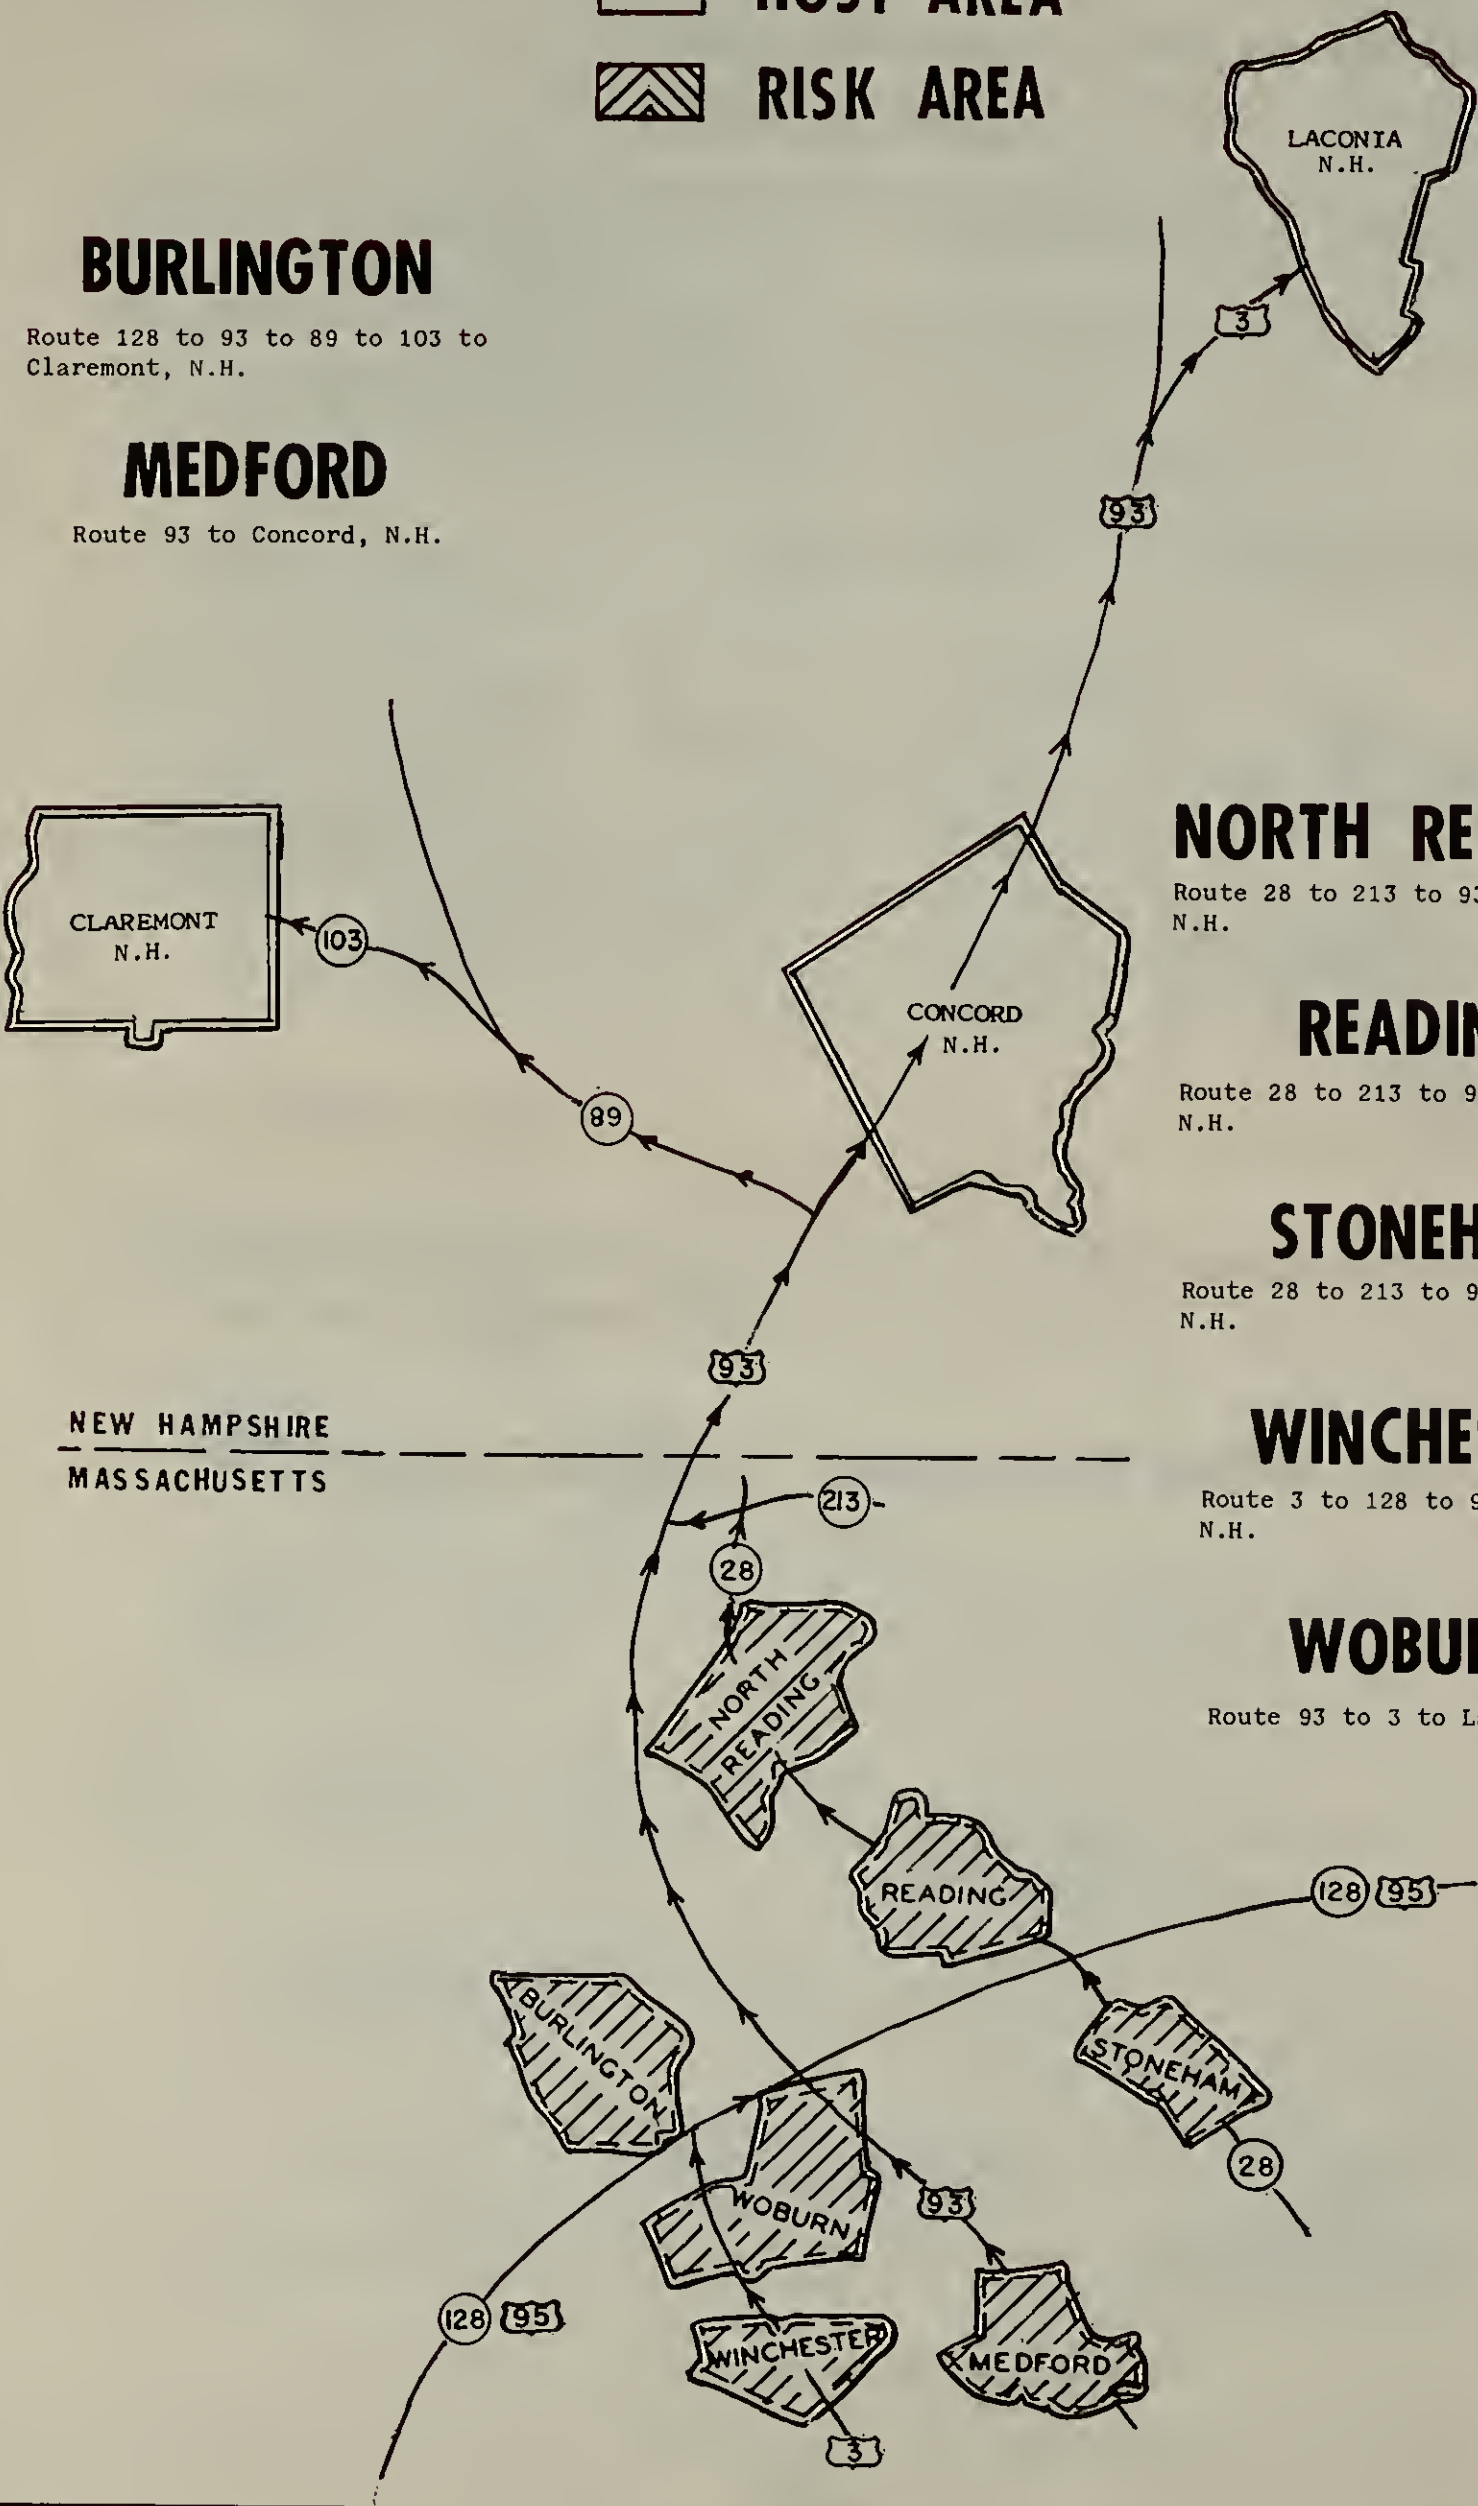 HOST AREA
RISK AREA
LACONIA
N.H.
BURLINGTON
Route 128 to 93 to 89 to 103 to
Claremont, N.H.
3
MEDFORD
Route 93 to Concord, N.H.
93
NORTH RE
Route 28 to 213 to 93
N.H.
CLAREMONT
N.H.
103
CONCORD
N.H.
READIN
Route 28 to 213 to 9
N.H.
89
STONEH
Route 28 to 213 to 9
N.H.
93
NEW HAMPSHIRE
MASSACHUSETTS
WINCHE
Route 3 to 128 to 9
N.H.
213
28
WOBU
Route 93 to 3 to L
NORTH
READING
READING
128 95
BURLINGTON
STONEHAM
28
WOBURN
93
128 95
WINCHESTER
MEDFORD
3